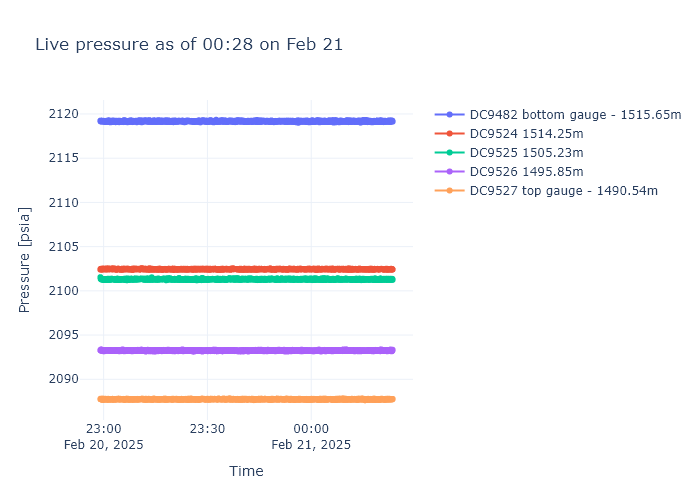 Live pressure as of 00:28 on Feb 21
2120
2115
2110
2105
2100
2095
2090
Pressure [psia]
23:00
Feb 20, 2025
23:30
00:00
Feb 21, 2025
Time
DC9482 bottom gauge - 1515.65m
DC9524 1514.25m
DC9525 1505.23m
DC9526 1495.85m
DC9527 top gauge - 1490.54m